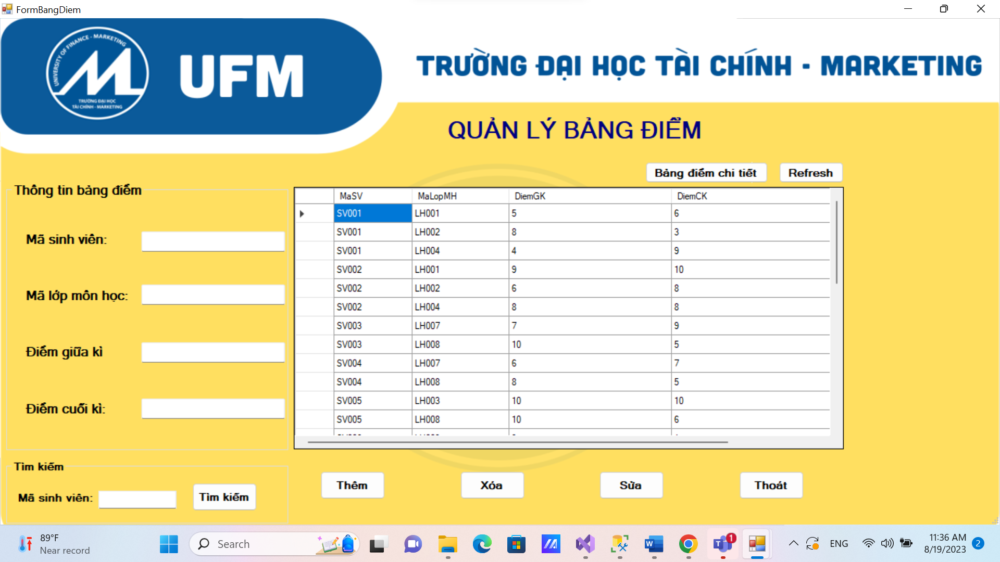 FormBangDiem
UNIVERSITY OF FINANCE - MARKETING
TRƯỜNG ĐẠI HỌC
TÀI CHÍNH - MARKETING
UFM
TRƯỜNG ĐẠI HỌC TÀI CHÍNH - MARKETING
QUẢN LÝ BẢNG ĐIỂM
Bảng điểm chi tiết
Refresh
Thông tin bảng điểm
Mã sinh viên:
Mã lớp môn học:
Điểm giữa kì
Điểm cuối kì:
MaSV MaLopMH DiemGK DiemCK
SV001 LH001 5 6
SV001 LH002 8 3
SV001 LH004 4 9
SV002 LH001 9 10
SV002 LH002 6 8
SV002 LH004 8 8
SV003 LH007 7 9
SV003 LH008 10 5
SV004 LH007 6 7
SV004 LH008 8 5
SV005 LH003 10 10
SV005 LH008 10 6
Tìm kiếm
Mã sinh viên:
Tìm kiếm
Thêm
Xóa
Sửa
Thoát
89°F
Near record
Search
1
ENG
11:36 AM
8/19/2023
2